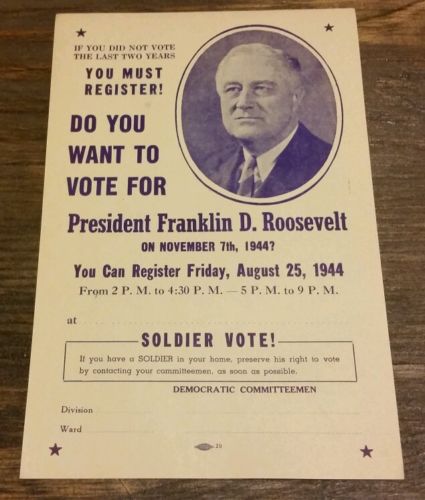 IF YOU DID NOT VOTE
THE LAST TWO YEARS
YOU MUST
REGISTER!
DO YOU
WANT TO
VOTE FOR
President Franklin D. Roosevelt
ON NOVEMBER 7th, 1944?
You Can Register Friday, August 25, 1944
From 2 P. M. to 4:30 P. M. — 5 P. M. to 9 P. M.
at
SOLDIER VOTE!
If you have a SOLDIER in your home, preserve his right to vote
by contacting your committeemen, as soon as possible.
DEMOCRATIC COMMITTEEMEN
Division
Ward